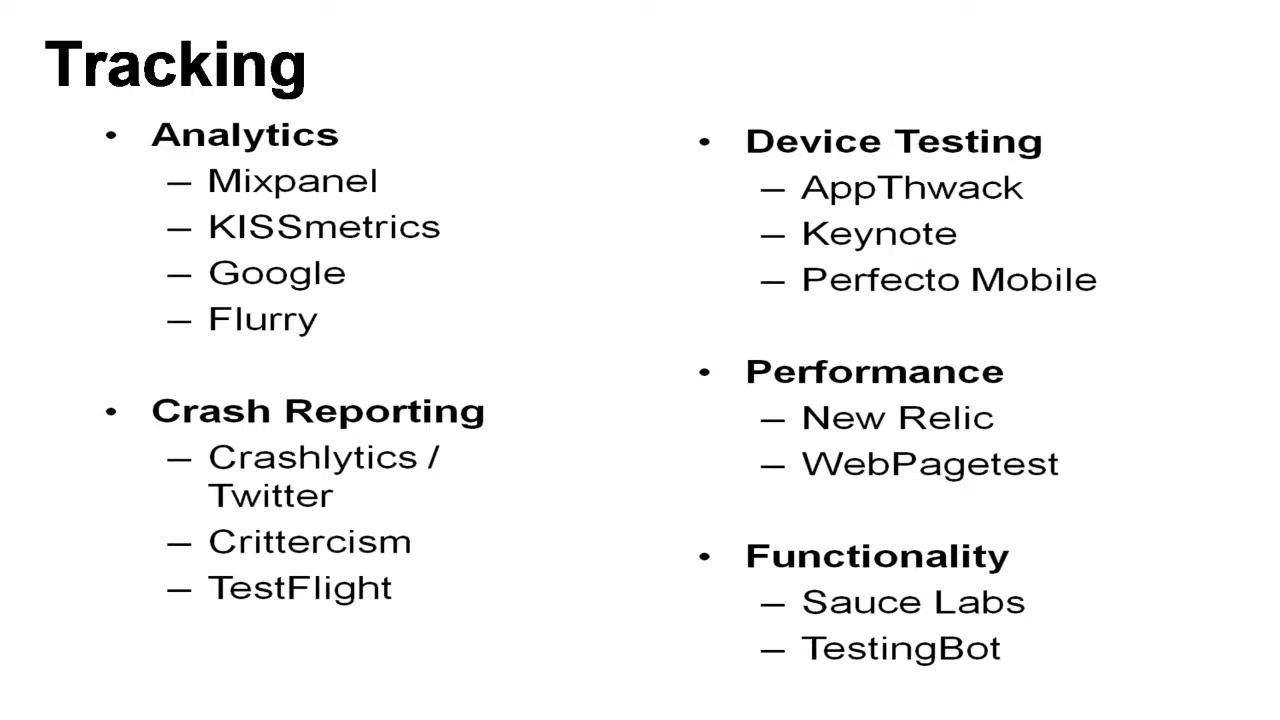 Tracking
• Analytics
– Mixpanel
– KISSmetrics
– Google
– Flurry
• Crash Reporting
– Crashlytics /
Twitter
– Crittercism
– TestFlight
• Device Testing
– AppThwack
– Keynote
– Perfecto Mobile
• Performance
– New Relic
– WebPagetest
• Functionality
– Sauce Labs
– TestingBot